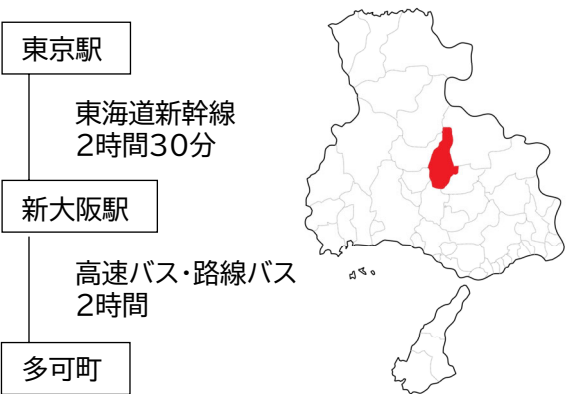 東京駅
東海道新幹線
2時間30分
新大阪駅
高速バス・路線バス
2時間
多可町